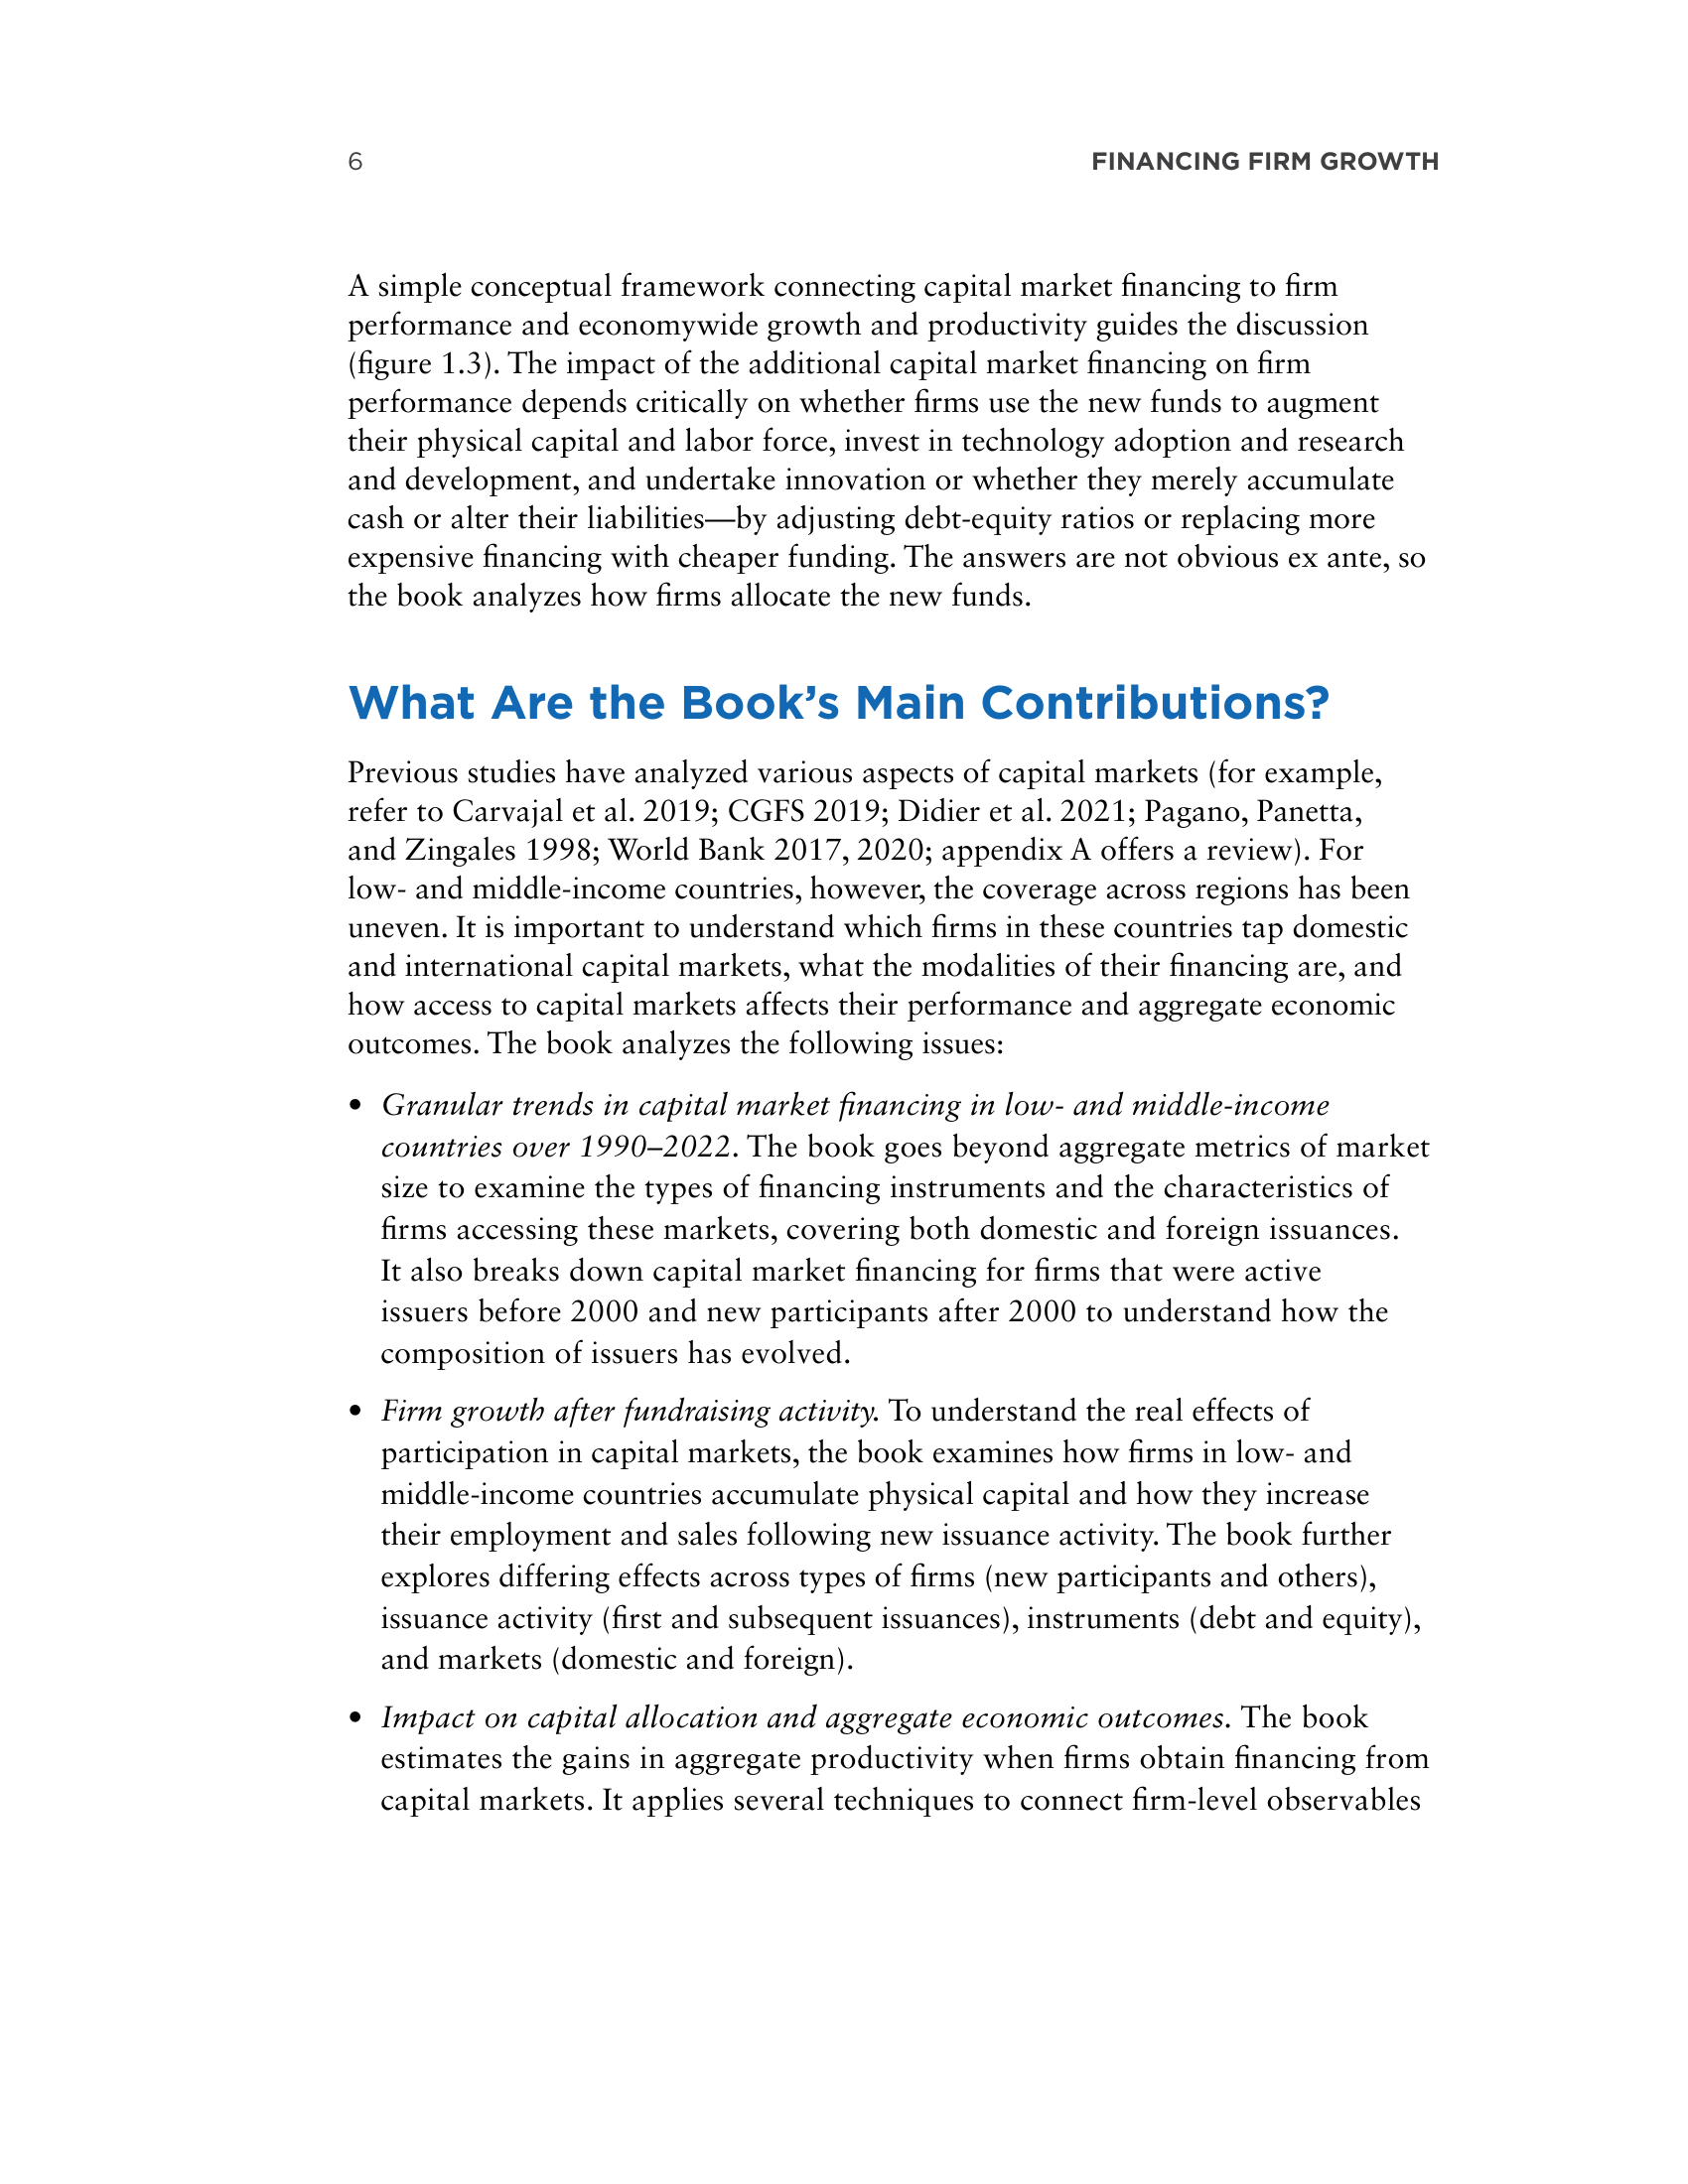 6
FINANCING FIRM GROWTH
A simple conceptual framework connecting capital market financing to firm
performance and economywide growth and productivity guides the discussion
(figure 1.3). The impact of the additional capital market financing on firm
performance depends critically on whether firms use the new funds to augment
their physical capital and labor force, invest in technology adoption and research
and development, and undertake innovation or whether they merely accumulate
cash or alter their liabilities—by adjusting debt-equity ratios or replacing more
expensive financing with cheaper funding. The answers are not obvious ex ante, so
the book analyzes how firms allocate the new funds.
What Are the Book’s Main Contributions?
Previous studies have analyzed various aspects of capital markets (for example,
refer to Carvajal et al. 2019; CGFS 2019; Didier et al. 2021; Pagano, Panetta,
and Zingales 1998; World Bank 2017, 2020; appendix A offers a review). For
low- and middle-income countries, however, the coverage across regions has been
uneven. It is important to understand which firms in these countries tap domestic
and international capital markets, what the modalities of their financing are, and
how access to capital markets affects their performance and aggregate economic
outcomes. The book analyzes the following issues:
• Granular trends in capital market financing in low- and middle-income
countries over 1990–2022. The book goes beyond aggregate metrics of market
size to examine the types of financing instruments and the characteristics of
firms accessing these markets, covering both domestic and foreign issuances.
It also breaks down capital market financing for firms that were active
issuers before 2000 and new participants after 2000 to understand how the
composition of issuers has evolved.
• Firm growth after fundraising activity. To understand the real effects of
participation in capital markets, the book examines how firms in low- and
middle-income countries accumulate physical capital and how they increase
their employment and sales following new issuance activity. The book further
explores differing effects across types of firms (new participants and others),
issuance activity (first and subsequent issuances), instruments (debt and equity),
and markets (domestic and foreign).
• Impact on capital allocation and aggregate economic outcomes. The book
estimates the gains in aggregate productivity when firms obtain financing from
capital markets. It applies several techniques to connect firm-level observables